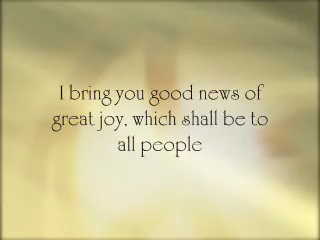 I bring you good news of
great joy, which shall be to
all people